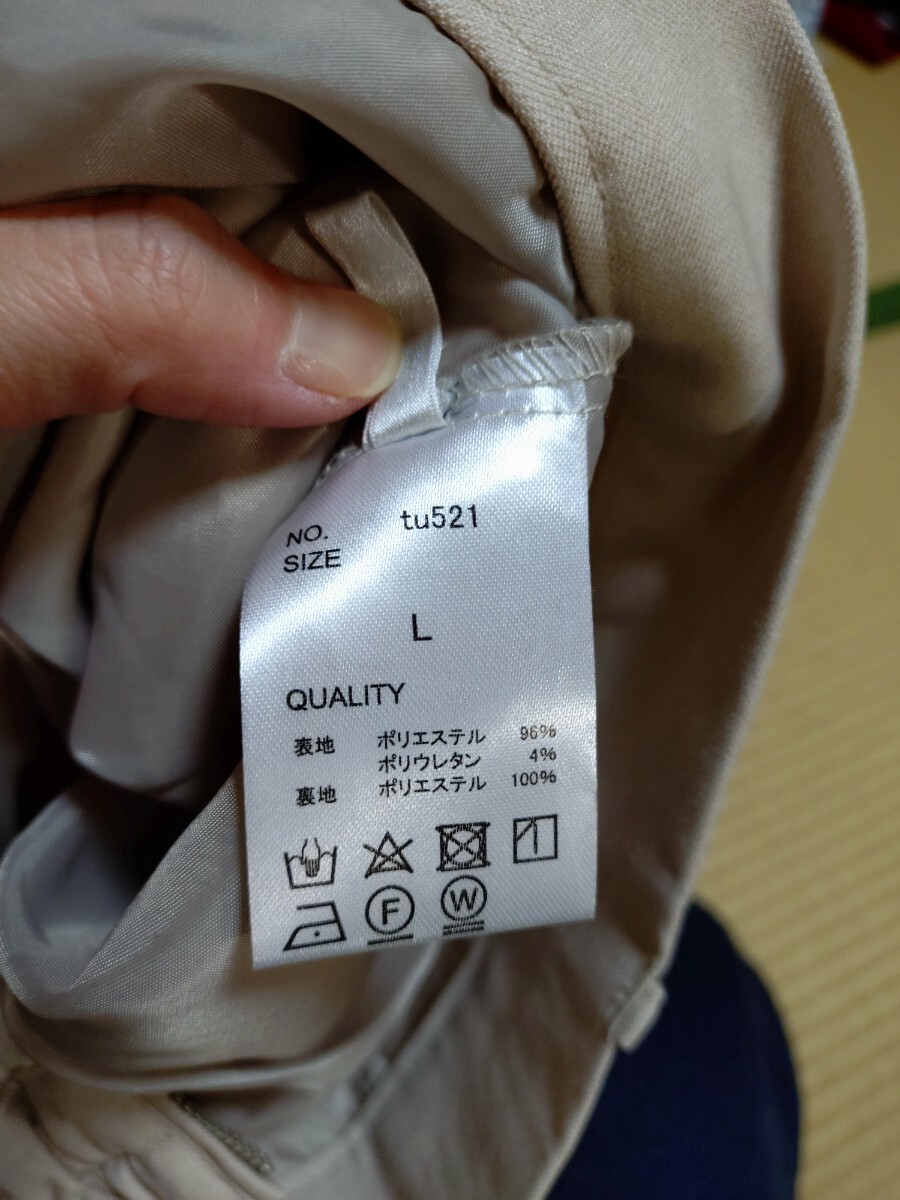 NO. tu521
SIZE
L
QUALITY
表地 ポリエステル 96%
ポリウレタン 4%
裏地 ポリエステル 100%
F W